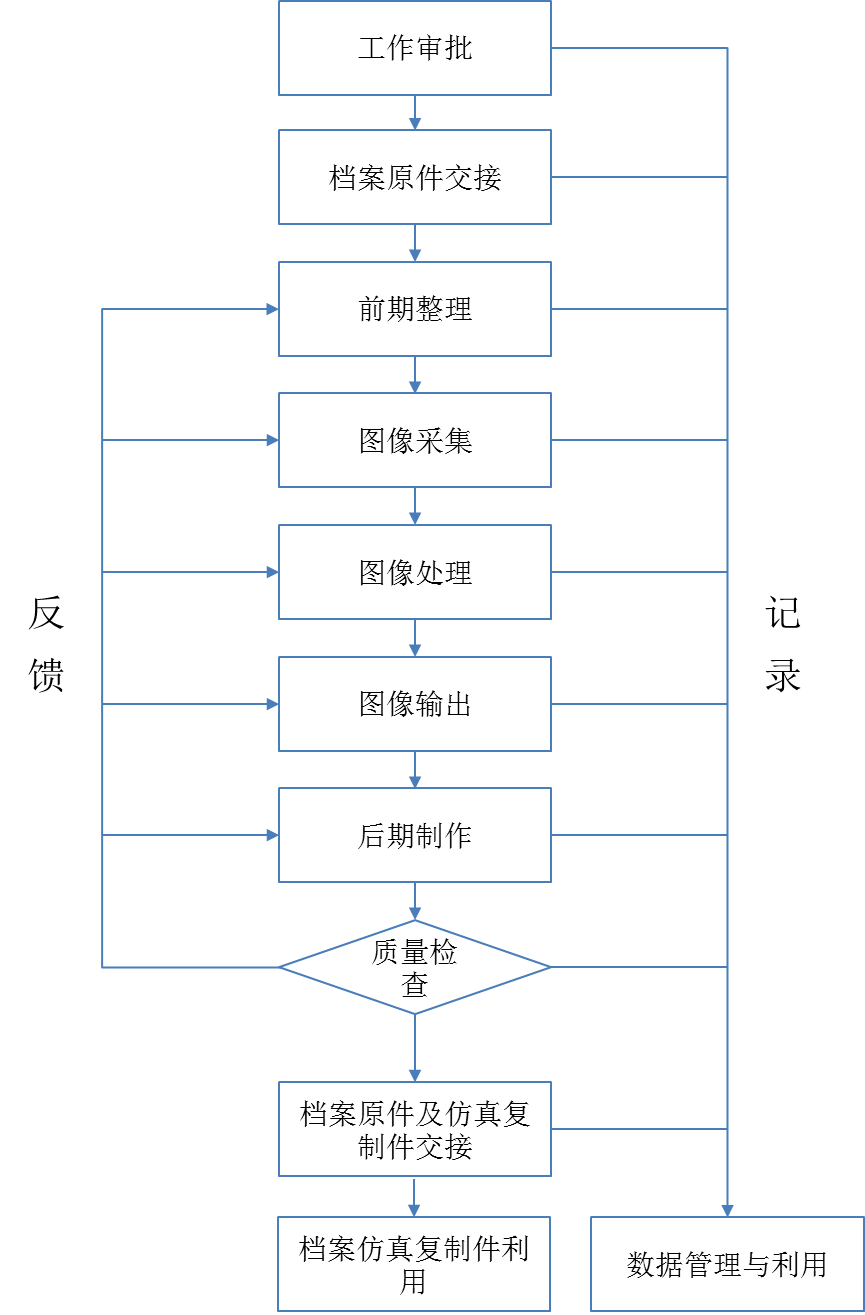 工作审批
档案原件交接
前期整理
图像采集
图像处理
反
馈
记
录
图像输出
后期制作
质量检
查
档案原件及仿真复
制件交接
档案仿真复制件利
用
数据管理与利用